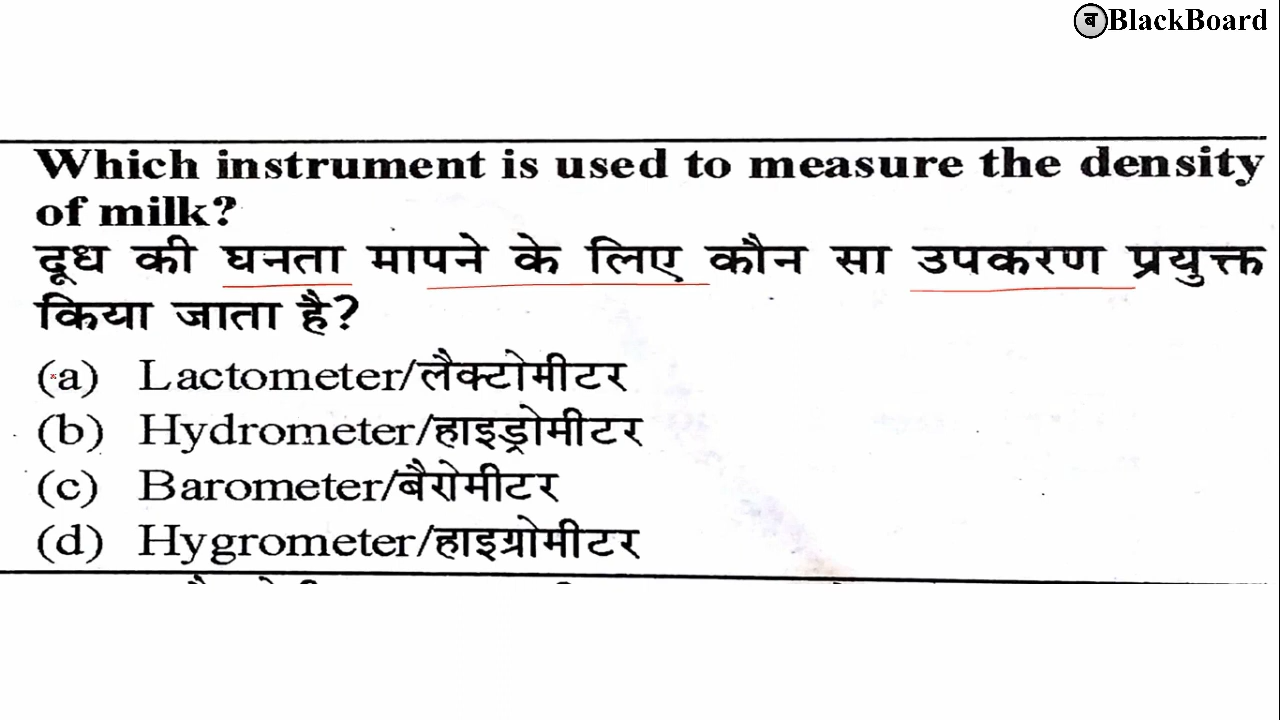 बBlackBoard
Which instrument is used to measure the density
of milk?
दूध की घनता मापने के लिए कौन सा उपकरण प्रयुक्त
किया जाता है?
(a) Lactometer/लैक्टोमीटर
(b) Hydrometer/हाइड्रोमीटर
(c) Barometer/बैरोमीटर
(d) Hygrometer/हाइग्रोमीटर